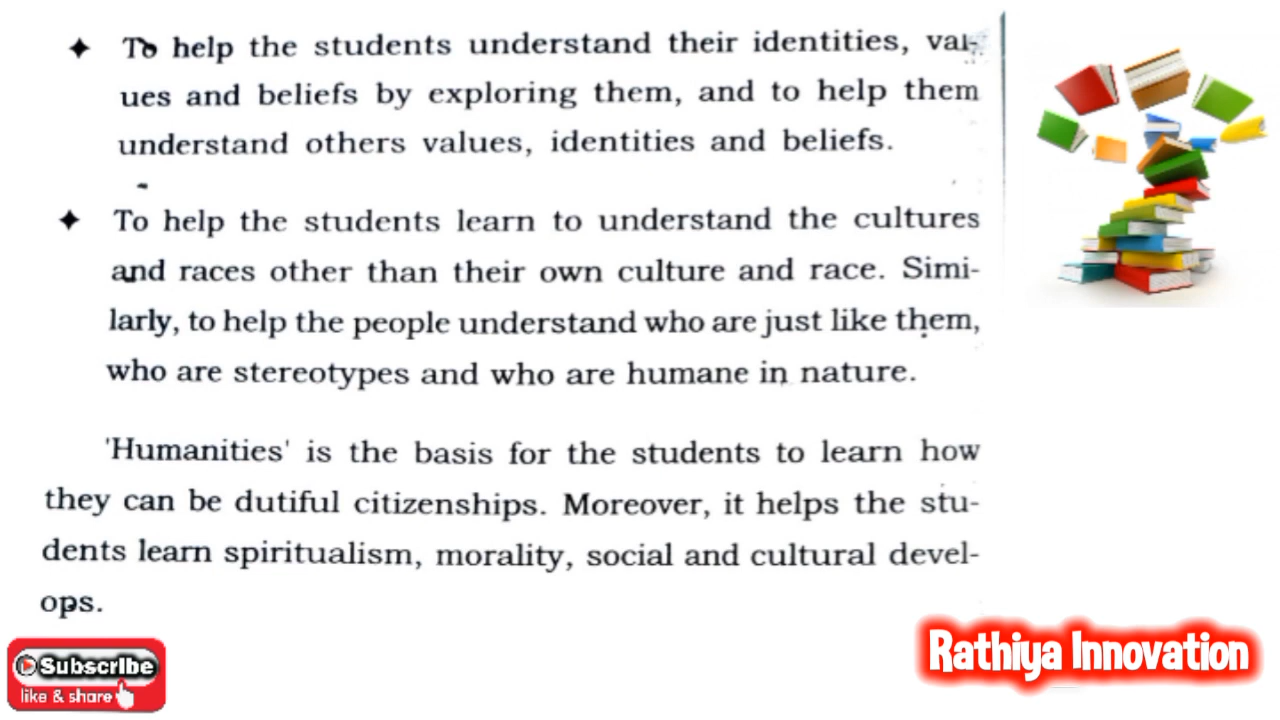 ✦ To help the students understand their identities, val-
ues and beliefs by exploring them, and to help them
understand others values, identities and beliefs.
✦ To help the students learn to understand the cultures
and races other than their own culture and race. Simi-
larly, to help the people understand who are just like them,
who are stereotypes and who are humane in nature.
'Humanities' is the basis for the students to learn how
they can be dutiful citizenships. Moreover, it helps the stu-
dents learn spiritualism, morality, social and cultural devel-
ops.
Subscribe
like & share
Rathiya Innovation